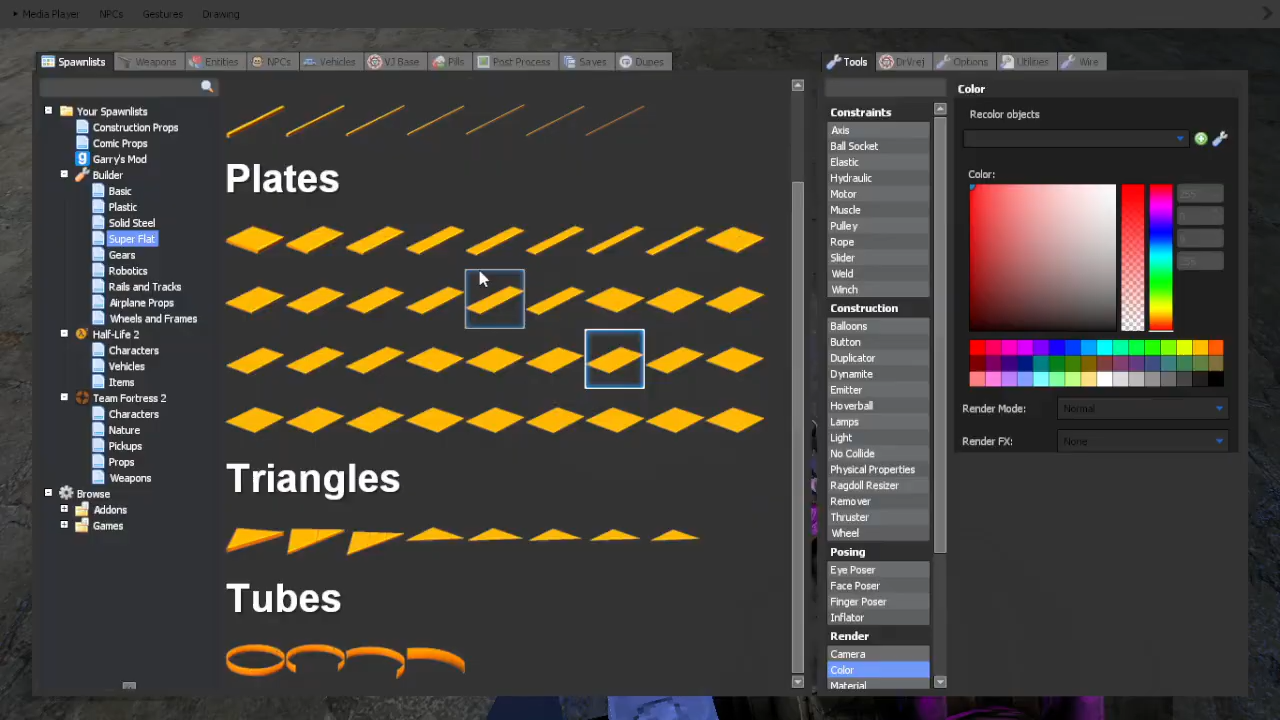 Media Player NPCs Gestures Drawing
Spawnlists Weapons Entities NPCs Vehicles VJ Base Pills Post Process Saves Dupes
Your Spawnlists
Construction Props
Comic Props
Garry's Mod
Builder
Basic
Plastic
Solid Steel
Super Flat
Gears
Robotics
Rails and Tracks
Airplane Props
Wheels and Frames
Half-Life 2
Characters
Vehicles
Items
Team Fortress 2
Characters
Nature
Pickups
Props
Weapons
Browse
Addons
Games
Plates
Triangles
Tubes
Tools DrVrej Options Utilities Wire
Constraints
Axis
Ball Socket
Elastic
Hydraulic
Motor
Muscle
Pulley
Rope
Slider
Weld
Winch
Construction
Balloons
Button
Duplicator
Dynamite
Emitter
Hoverball
Lamps
Light
No Collide
Physical Properties
Ragdoll Resizer
Remover
Thruster
Wheel
Posing
Eye Poser
Face Poser
Finger Poser
Inflator
Render
Camera
Color
Material
Color
Recolor objects
Color:
255
0
0
255
Render Mode: Normal
Render FX: None